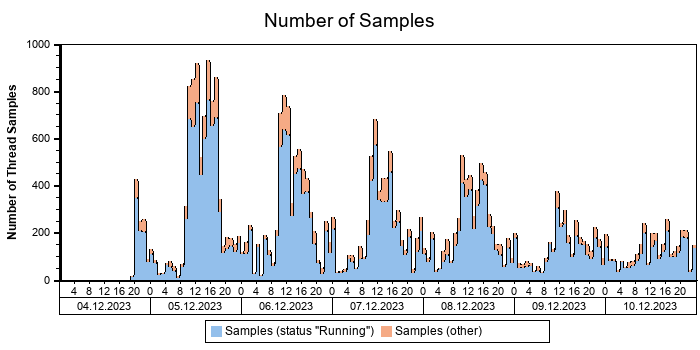 Number of Samples
Number of Thread Samples
1000
800
600
400
200
0
4 8 12 16 20 0 4 8 12 16 20 0 4 8 12 16 20 0 4 8 12 16 20 0 4 8 12 16 20 0 4 8 12 16 20 0 4 8 12 16 20
04.12.2023 05.12.2023 06.12.2023 07.12.2023 08.12.2023 09.12.2023 10.12.2023
Samples (status "Running") Samples (other)